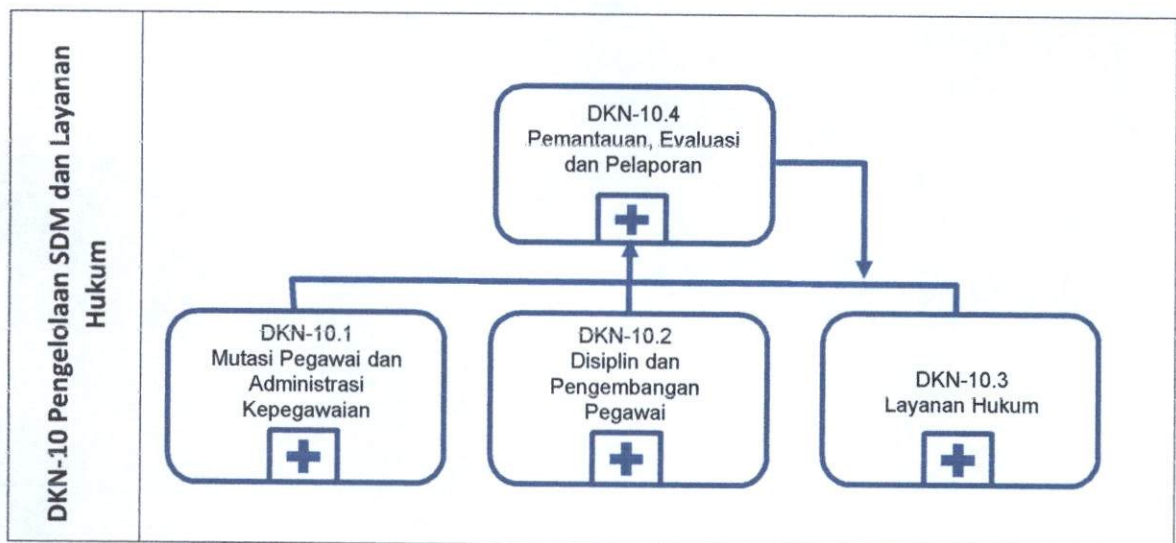 DKN-10 Pengelolaan SDM dan Layanan
Hukum
DKN-10.4
Pemantauan, Evaluasi
dan Pelaporan
DKN-10.1
Mutasi Pegawai dan
Administrasi
Kepegawaian
DKN-10.2
Disiplin dan
Pengembangan
Pegawai
DKN-10.3
Layanan Hukum